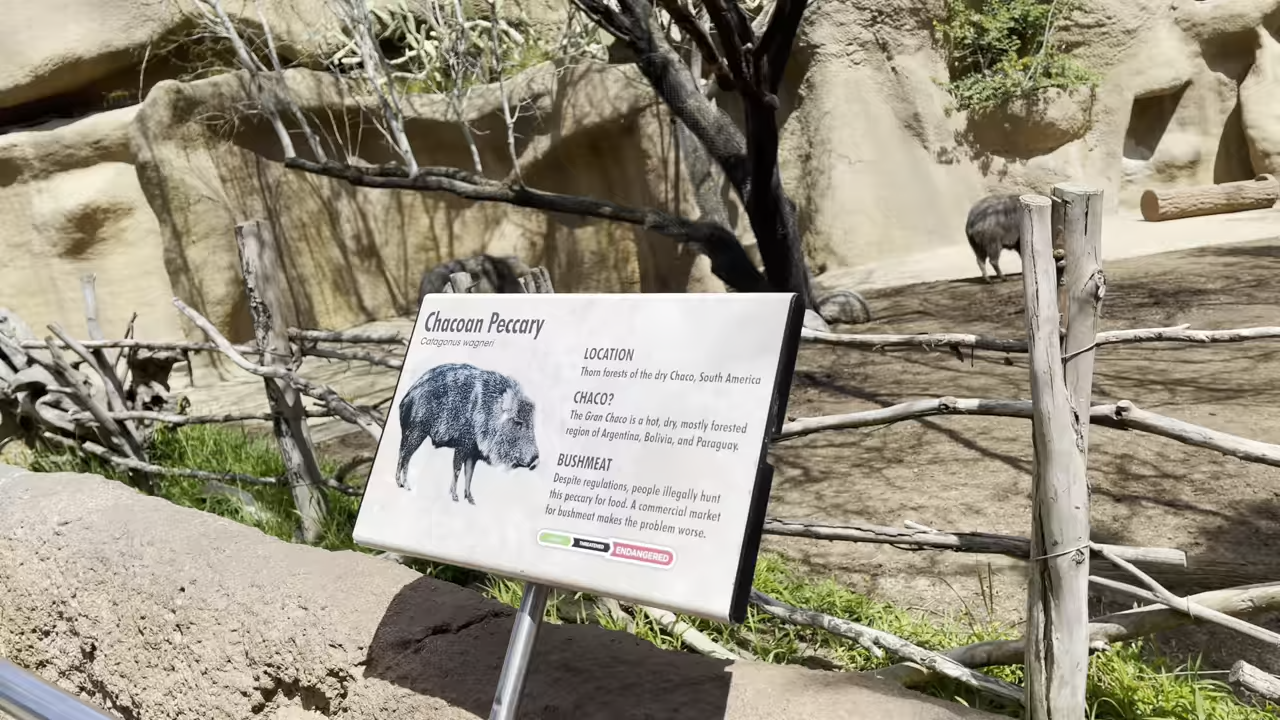 Chacoan Peccary
Catagonus wagneri
LOCATION
Thorn forests of the dry Chaco, South America
CHACO?
The Gran Chaco is a hot, dry, mostly forested
region of Argentina, Bolivia, and Paraguay.
BUSHMEAT
Despite regulations, people illegally hunt
this peccary for food. A commercial market
for bushmeat makes the problem worse.
THREATENED ENDANGERED